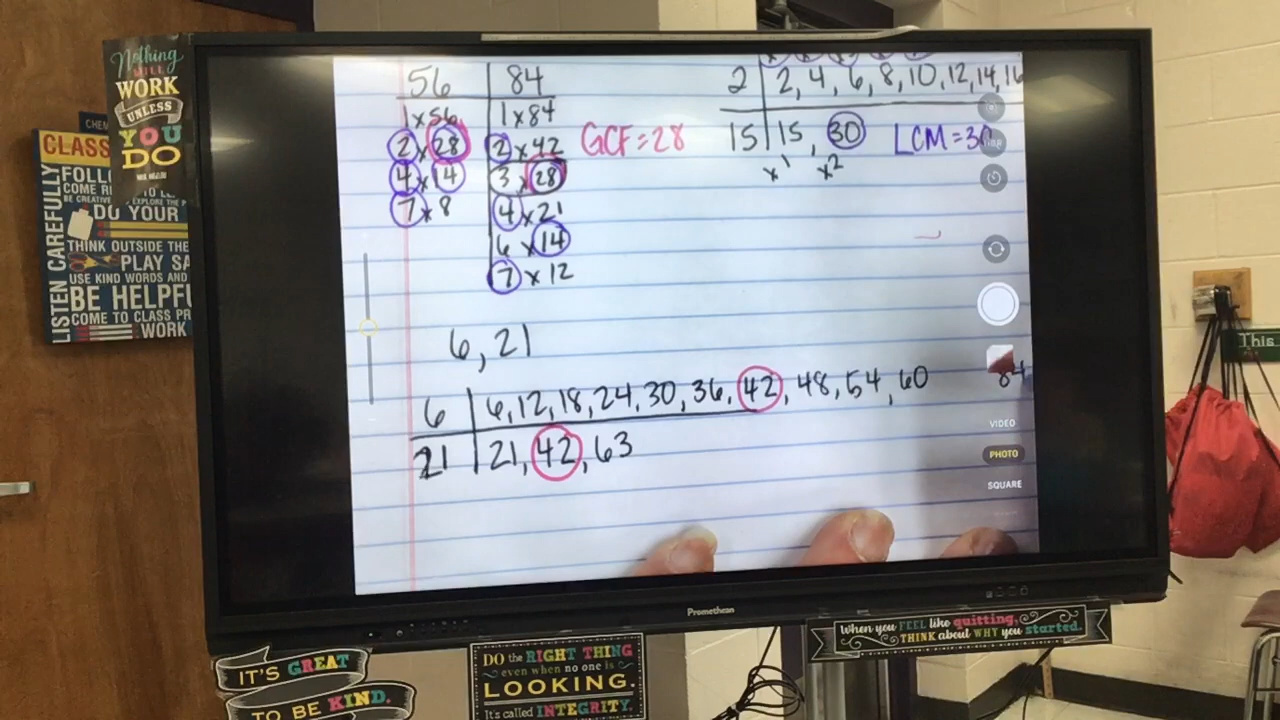 Nothing
WILL
WORK
UNLESS
YOU
DO
CLASS
LISTEN CAREFULLY
DO YOUR
THINK OUTSIDE THE
PLAY
USE KIND WORDS AND
BE
COME TO CLASS
WORK
56 | 84
1x56 | 1x84
2x28 | 2x42
4x14 | 3x28
7x8 | 4x21
6x14
7x12
GCF=28
2 | 2, 4, 6, 8, 10, 12, 14, 16
15 | 15, 30
x1 x2
LCM=30
6, 21
6 | 6, 12, 18, 24, 30, 36, 42, 48, 54, 60
84
21 | 21, 42, 63
VIDEO
PHOTO
SQUARE
This
Promethean
IT'S GREAT
TO BE KIND.
DO the RIGHT THING
even when no one is
LOOKING.
It's called INTEGRITY.
When you FEEL like quitting,
THINK about WHY you started.